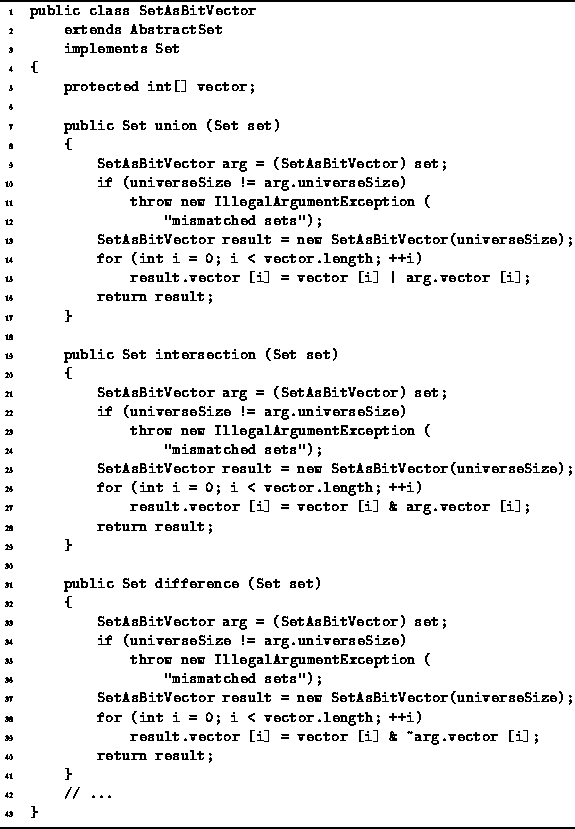 1 public class SetAsBitVector
2     extends AbstractSet
3     implements Set
4 {
5     protected int[] vector;
6
7     public Set union (Set set)
8     {
9         SetAsBitVector arg = (SetAsBitVector) set;
10         if (universeSize != arg.universeSize)
11             throw new IllegalArgumentException (
12                 "mismatched sets");
13         SetAsBitVector result = new SetAsBitVector(universeSize);
14         for (int i = 0; i < vector.length; ++i)
15             result.vector [i] = vector [i] | arg.vector [i];
16         return result;
17     }
18
19     public Set intersection (Set set)
20     {
21         SetAsBitVector arg = (SetAsBitVector) set;
22         if (universeSize != arg.universeSize)
23             throw new IllegalArgumentException (
24                 "mismatched sets");
25         SetAsBitVector result = new SetAsBitVector(universeSize);
26         for (int i = 0; i < vector.length; ++i)
27             result.vector [i] = vector [i] & arg.vector [i];
28         return result;
29     }
30
31     public Set difference (Set set)
32     {
33         SetAsBitVector arg = (SetAsBitVector) set;
34         if (universeSize != arg.universeSize)
35             throw new IllegalArgumentException (
36                 "mismatched sets");
37         SetAsBitVector result = new SetAsBitVector(universeSize);
38         for (int i = 0; i < vector.length; ++i)
39             result.vector [i] = vector [i] & ~arg.vector [i];
40         return result;
41     }
42     // ...
43 }